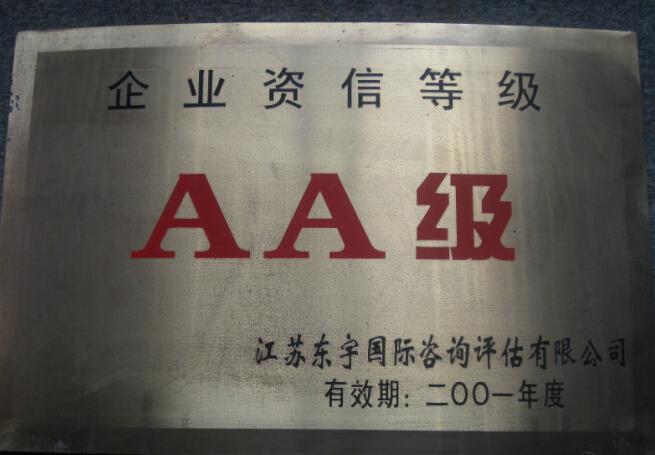 企业资信等级
AA级
江苏东宇国际咨询评估有限公司
有效期：二〇〇一年度